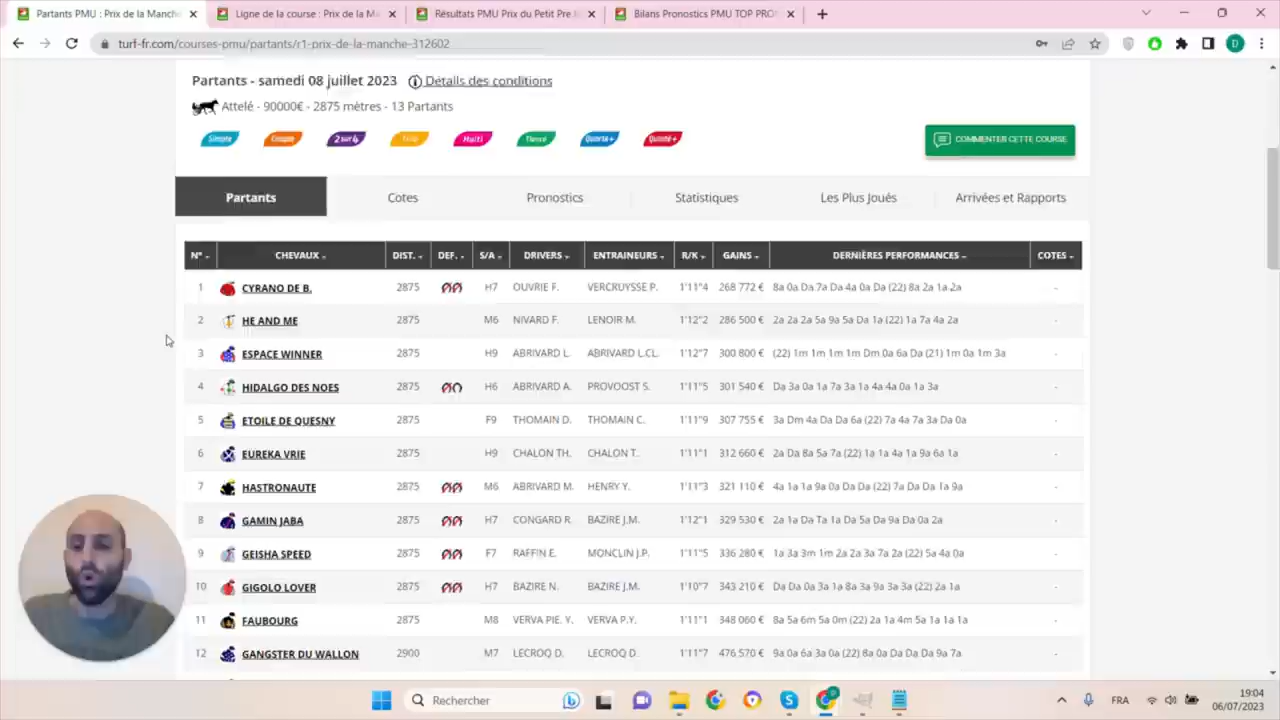 Partants PMU : Prix de la Manche
Ligne de la course : Prix de la M
Résultats PMU Prix du Petit Pre
Bilans Pronostics PMU TOP PRO
turf-fr.com/courses-pmu/partants/r1-prix-de-la-manche-312602
D
Partants - samedi 08 juillet 2023 Détails des conditions
Attelé - 90000€ - 2875 mètres - 13 Partants
Simple Couplé 2 sur 4 Trio Multi Tiercé Quarté+ Quinté+
COMMENTER CETTE COURSE
Partants Cotes Pronostics Statistiques Les Plus Joués Arrivées et Rapports
N° CHEVAUX DIST. DEF. S/A DRIVERS ENTRAINEURS R/K GAINS DERNIÈRES PERFORMANCES COTES
1 CYRANO DE B. 2875 H7 OUVRIE F. VERCRUYSSE P. 1'11"4 268 772 € 8a 0a Da 7a Da 4a 0a Da (22) 8a 2a 1a 2a -
2 HE AND ME 2875 M6 NIVARD F. LENOIR M. 1'12"2 286 500 € 2a 2a 2a 5a 9a 5a Da 1a (22) 1a 7a 4a 2a -
3 ESPACE WINNER 2875 H9 ABRIVARD L. ABRIVARD L.CL. 1'12"7 300 800 € (22) 1m 1m 1m 1m Dm 0a 6a Da (21) 1m 0a 1m 3a -
4 HIDALGO DES NOES 2875 H6 ABRIVARD A. PROVOOST S. 1'11"5 301 540 € Da 3a 0a 1a 7a 3a 1a 4a 4a 0a 1a 3a -
5 ETOILE DE QUESNY 2875 F9 THOMAIN D. THOMAIN C. 1'11"9 307 755 € 3a Dm 4a Da Da 6a (22) 7a 4a 7a 3a Da 0a -
6 EUREKA VRIE 2875 H9 CHALON TH. CHALON T. 1'11"1 312 660 € 2a Da 8a 5a 7a (22) 1a 1a 4a 1a 9a 6a 1a -
7 HASTRONAUTE 2875 M6 ABRIVARD M. HENRY Y. 1'11"3 321 110 € 4a 1a 1a 9a 0a Da Da (22) 7a Da Da 1a 9a -
8 GAMIN JABA 2875 H7 CONGARD R. BAZIRE J.M. 1'12"1 329 530 € 2a 1a Da Ta 1a Da 5a Da 9a Da 0a 2a -
9 GEISHA SPEED 2875 F7 RAFFIN E. MONCLIN J.P. 1'11"5 336 280 € 1a 3a 3m 1m 2a 2a 3a 7a 2a (22) 5a 4a 0a -
10 GIGOLO LOVER 2875 H7 BAZIRE N. BAZIRE J.M. 1'10"7 343 210 € Da Da 0a 3a 1a 8a 3a 9a 3a 3a (22) 2a 1a -
11 FAUBOURG 2875 M8 VERVA PIE. Y. VERVA P.Y. 1'11"1 348 060 € 8a 5a 6m 5a 0m (22) 2a 1a 4m 5a 1a 1a 1a -
12 GANGSTER DU WALLON 2900 M7 LECROQ D. LECROQ D. 1'11"7 476 570 € 9a 0a 6a 3a 0a (22) 8a 0a Da Da Da 9a 7a -
Rechercher
FRA
19:04
06/07/2023